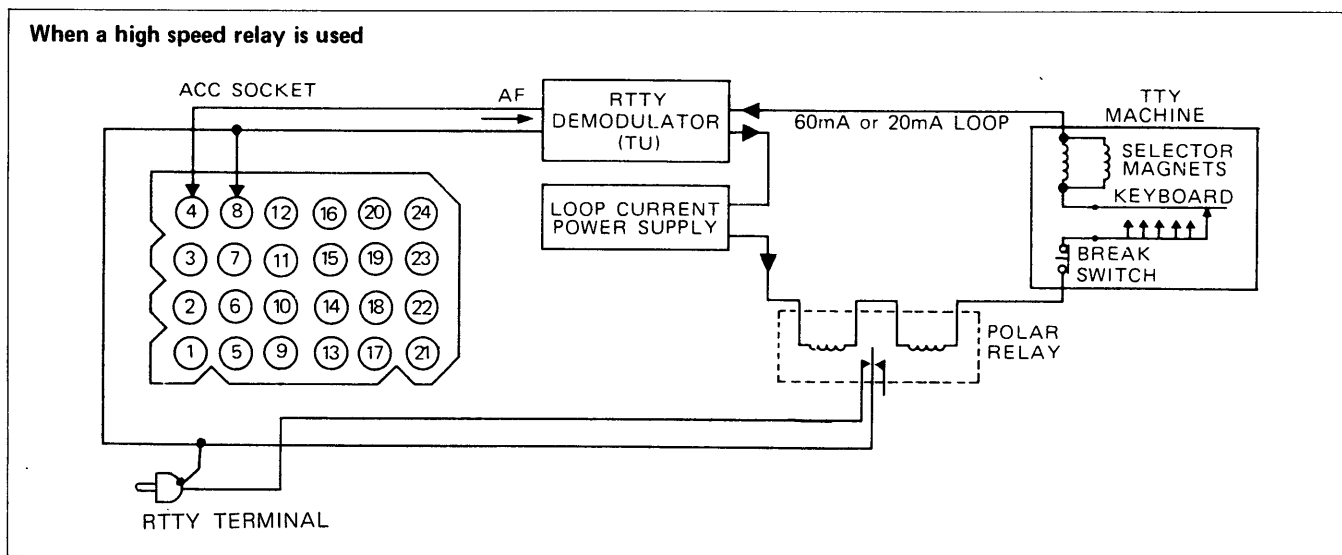 When a high speed relay is used
ACC SOCKET
AF
RTTY
DEMODULATOR
(TU)
60mA or 20mA LOOP
TTY
MACHINE
SELECTOR
MAGNETS
KEYBOARD
BREAK
SWITCH
LOOP CURRENT
POWER SUPPLY
4 8 12 16 20 24
3 7 11 15 19 23
2 6 10 14 18 22
1 5 9 13 17 21
POLAR
RELAY
RTTY TERMINAL